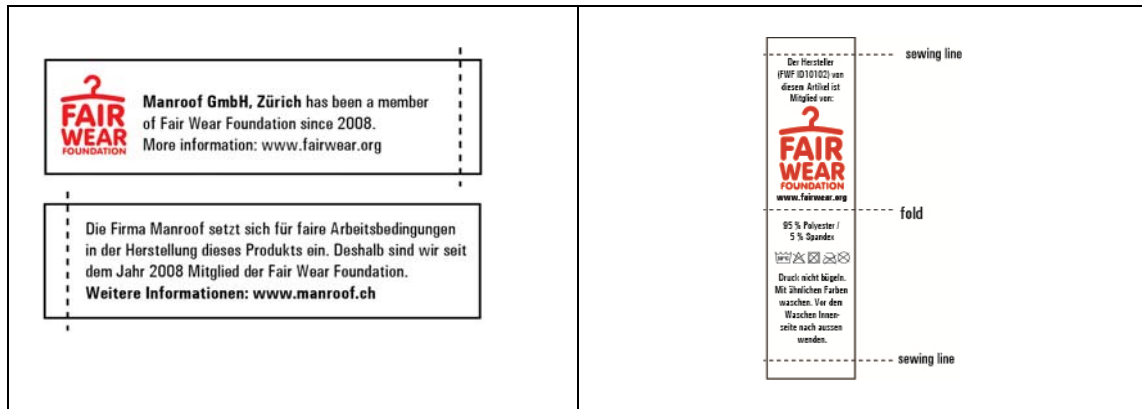 FAIR
WEAR
FOUNDATION
Manroof GmbH, Zürich has been a member
of Fair Wear Foundation since 2008.
More information: www.fairwear.org
Die Firma Manroof setzt sich für faire Arbeitsbedingungen
in der Herstellung dieses Produkts ein. Deshalb sind wir seit
dem Jahr 2008 Mitglied der Fair Wear Foundation.
Weitere Informationen: www.manroof.ch
sewing line
Der Hersteller
(FWF ID10102) von
diesem Artikel ist
Mitglied von:
FAIR
WEAR
FOUNDATION
www.fairwear.org
fold
95 % Polyester /
5 % Spandex
Druck nicht bügeln.
Mit ähnlichen Farben
waschen. Vor dem
Waschen Innen-
seite nach aussen
wenden.
sewing line